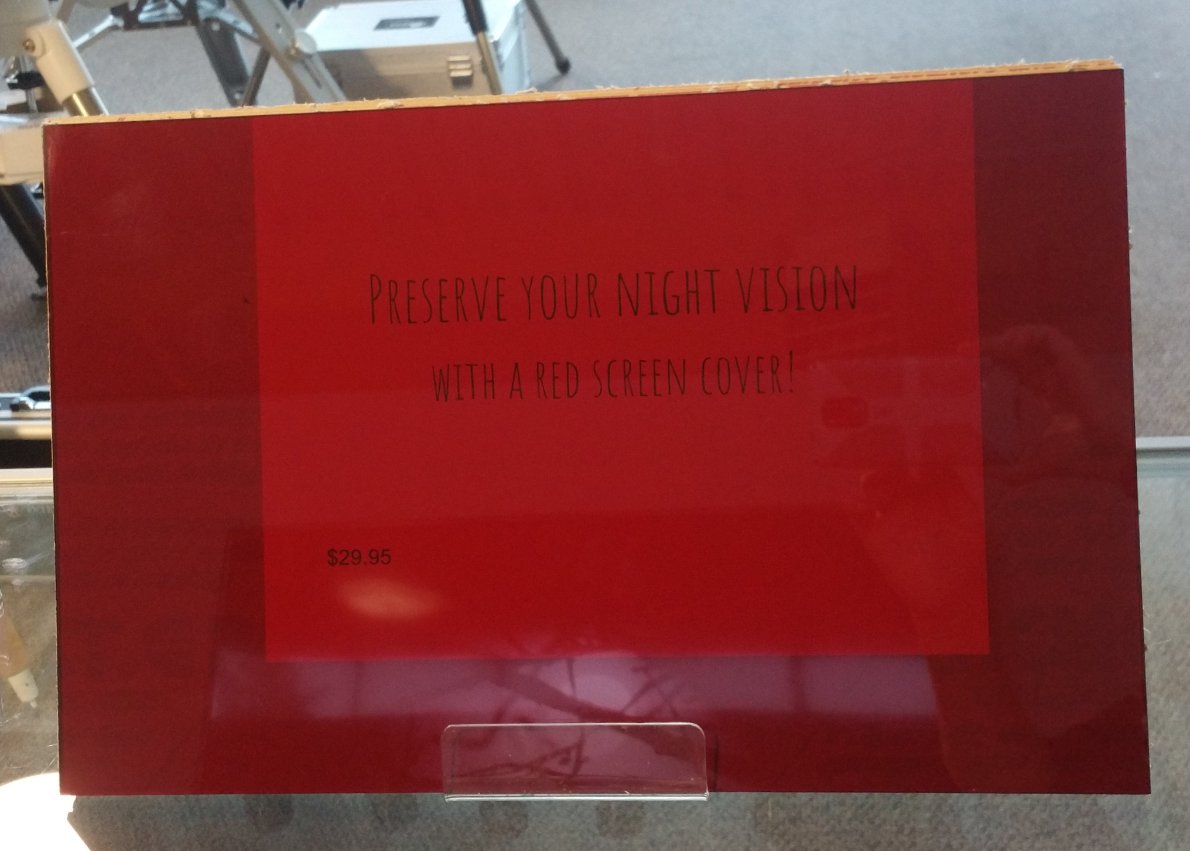 PRESERVE YOUR NIGHT VISION
WITH A RED SCREEN COVER!
$29.95